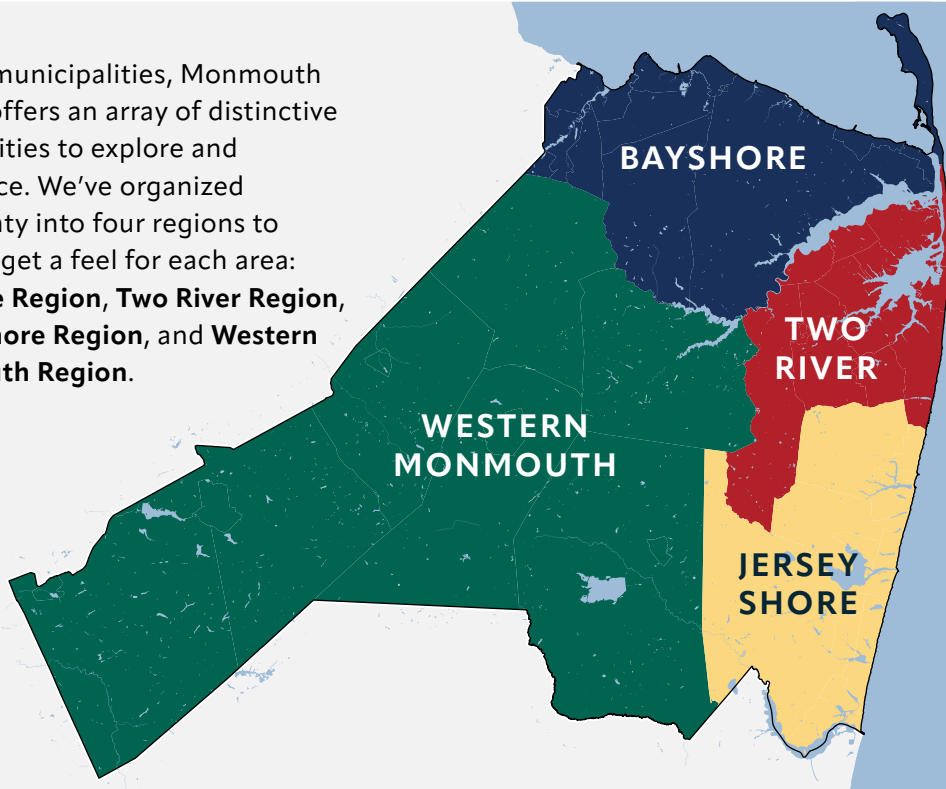 municipalities, Monmouth
offers an array of distinctive
ities to explore and
ce. We've organized
nty into four regions to
get a feel for each area:
e Region, Two River Region,
ore Region, and Western
th Region.
BAYSHORE
TWO
RIVER
WESTERN
MONMOUTH
JERSEY
SHORE